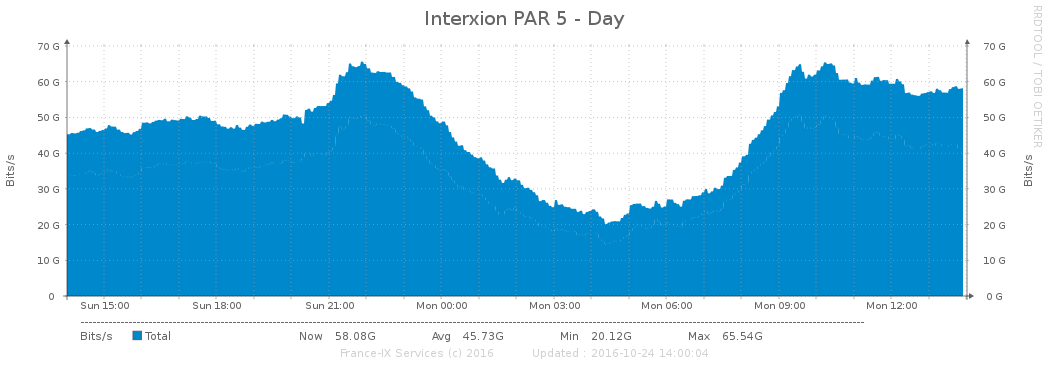 Interxion PAR 5 - Day
RRDTOOL / TOBI OETIKER
Bits/s
70 G 70 G
60 G 60 G
50 G 50 G
40 G 40 G
30 G 30 G
20 G 20 G
10 G 10 G
0 0 G
Bits/s
Sun 15:00 Sun 18:00 Sun 21:00 Mon 00:00 Mon 03:00 Mon 06:00 Mon 09:00 Mon 12:00
Bits/s Total Now 58.08G Avg 45.73G Min 20.12G Max 65.54G
France-IX Services (c) 2016 Updated : 2016-10-24 14:00:04